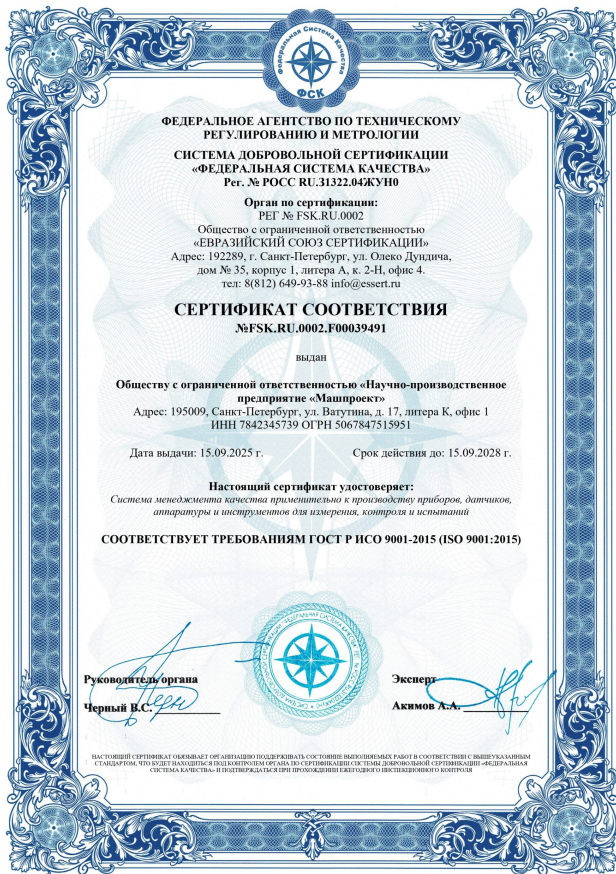 Федеральная Система Качества
ФСК
ФЕДЕРАЛЬНОЕ АГЕНТСТВО ПО ТЕХНИЧЕСКОМУ
РЕГУЛИРОВАНИЮ И МЕТРОЛОГИИ
СИСТЕМА ДОБРОВОЛЬНОЙ СЕРТИФИКАЦИИ
«ФЕДЕРАЛЬНАЯ СИСТЕМА КАЧЕСТВА»
Рег. № РОСС RU.З1322.04ЖУН0
Орган по сертификации:
РЕГ № FSK.RU.0002
Общество с ограниченной ответственностью
«ЕВРАЗИЙСКИЙ СОЮЗ СЕРТИФИКАЦИИ»
Адрес: 192289, г. Санкт-Петербург, ул. Олеко Дундича,
дом № 35, корпус 1, литера А, к. 2-Н, офис 4.
тел: 8(812) 649-93-88 info@essert.ru
СЕРТИФИКАТ СООТВЕТСТВИЯ
№FSK.RU.0002.F00039491
выдан
Обществу с ограниченной ответственностью «Научно-производственное
предприятие «Машпроект»
Адрес: 195009, Санкт-Петербург, ул. Ватутина, д. 17, литера К, офис 1
ИНН 7842345739 ОГРН 5067847515951
Дата выдачи: 15.09.2025 г. Срок действия до: 15.09.2028 г.
Настоящий сертификат удостоверяет:
Система менеджмента качества применительно к производству приборов, датчиков,
аппаратуры и инструментов для измерения, контроля и испытаний
СООТВЕТСТВУЕТ ТРЕБОВАНИЯМ ГОСТ Р ИСО 9001-2015 (ISO 9001:2015)
Руководитель органа Эксперт
Черный В.С. Акимов А.А.
НАСТОЯЩИЙ СЕРТИФИКАТ ОБЯЗЫВАЕТ ОРГАНИЗАЦИЮ ПОДДЕРЖИВАТЬ СОСТОЯНИЕ ВЫПОЛНЯЕМЫХ РАБОТ В СООТВЕТСТВИИ С ВЫШЕУКАЗАННЫМ
СТАНДАРТОМ, ЧТО БУДЕТ НАХОДИТЬСЯ ПОД КОНТРОЛЕМ ОРГАНА ПО СЕРТИФИКАЦИИ СИСТЕМЫ ДОБРОВОЛЬНОЙ СЕРТИФИКАЦИИ «ФЕДЕРАЛЬНАЯ
СИСТЕМА КАЧЕСТВА» И ПОДТВЕРЖДАТЬСЯ ПРИ ПРОХОЖДЕНИИ ЕЖЕГОДНОГО ИНСПЕКЦИОННОГО КОНТРОЛЯ